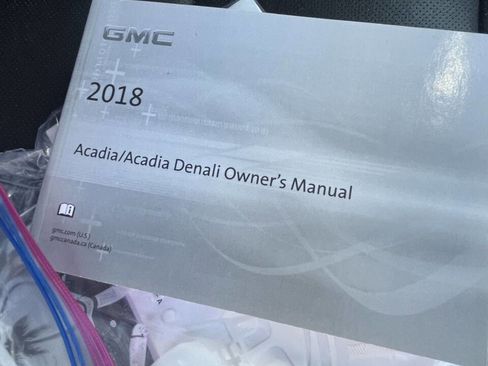 GMC
2018
Acadia/Acadia Denali Owner's Manual
gmc.com (U.S.)
gmccanada.ca (Canada)